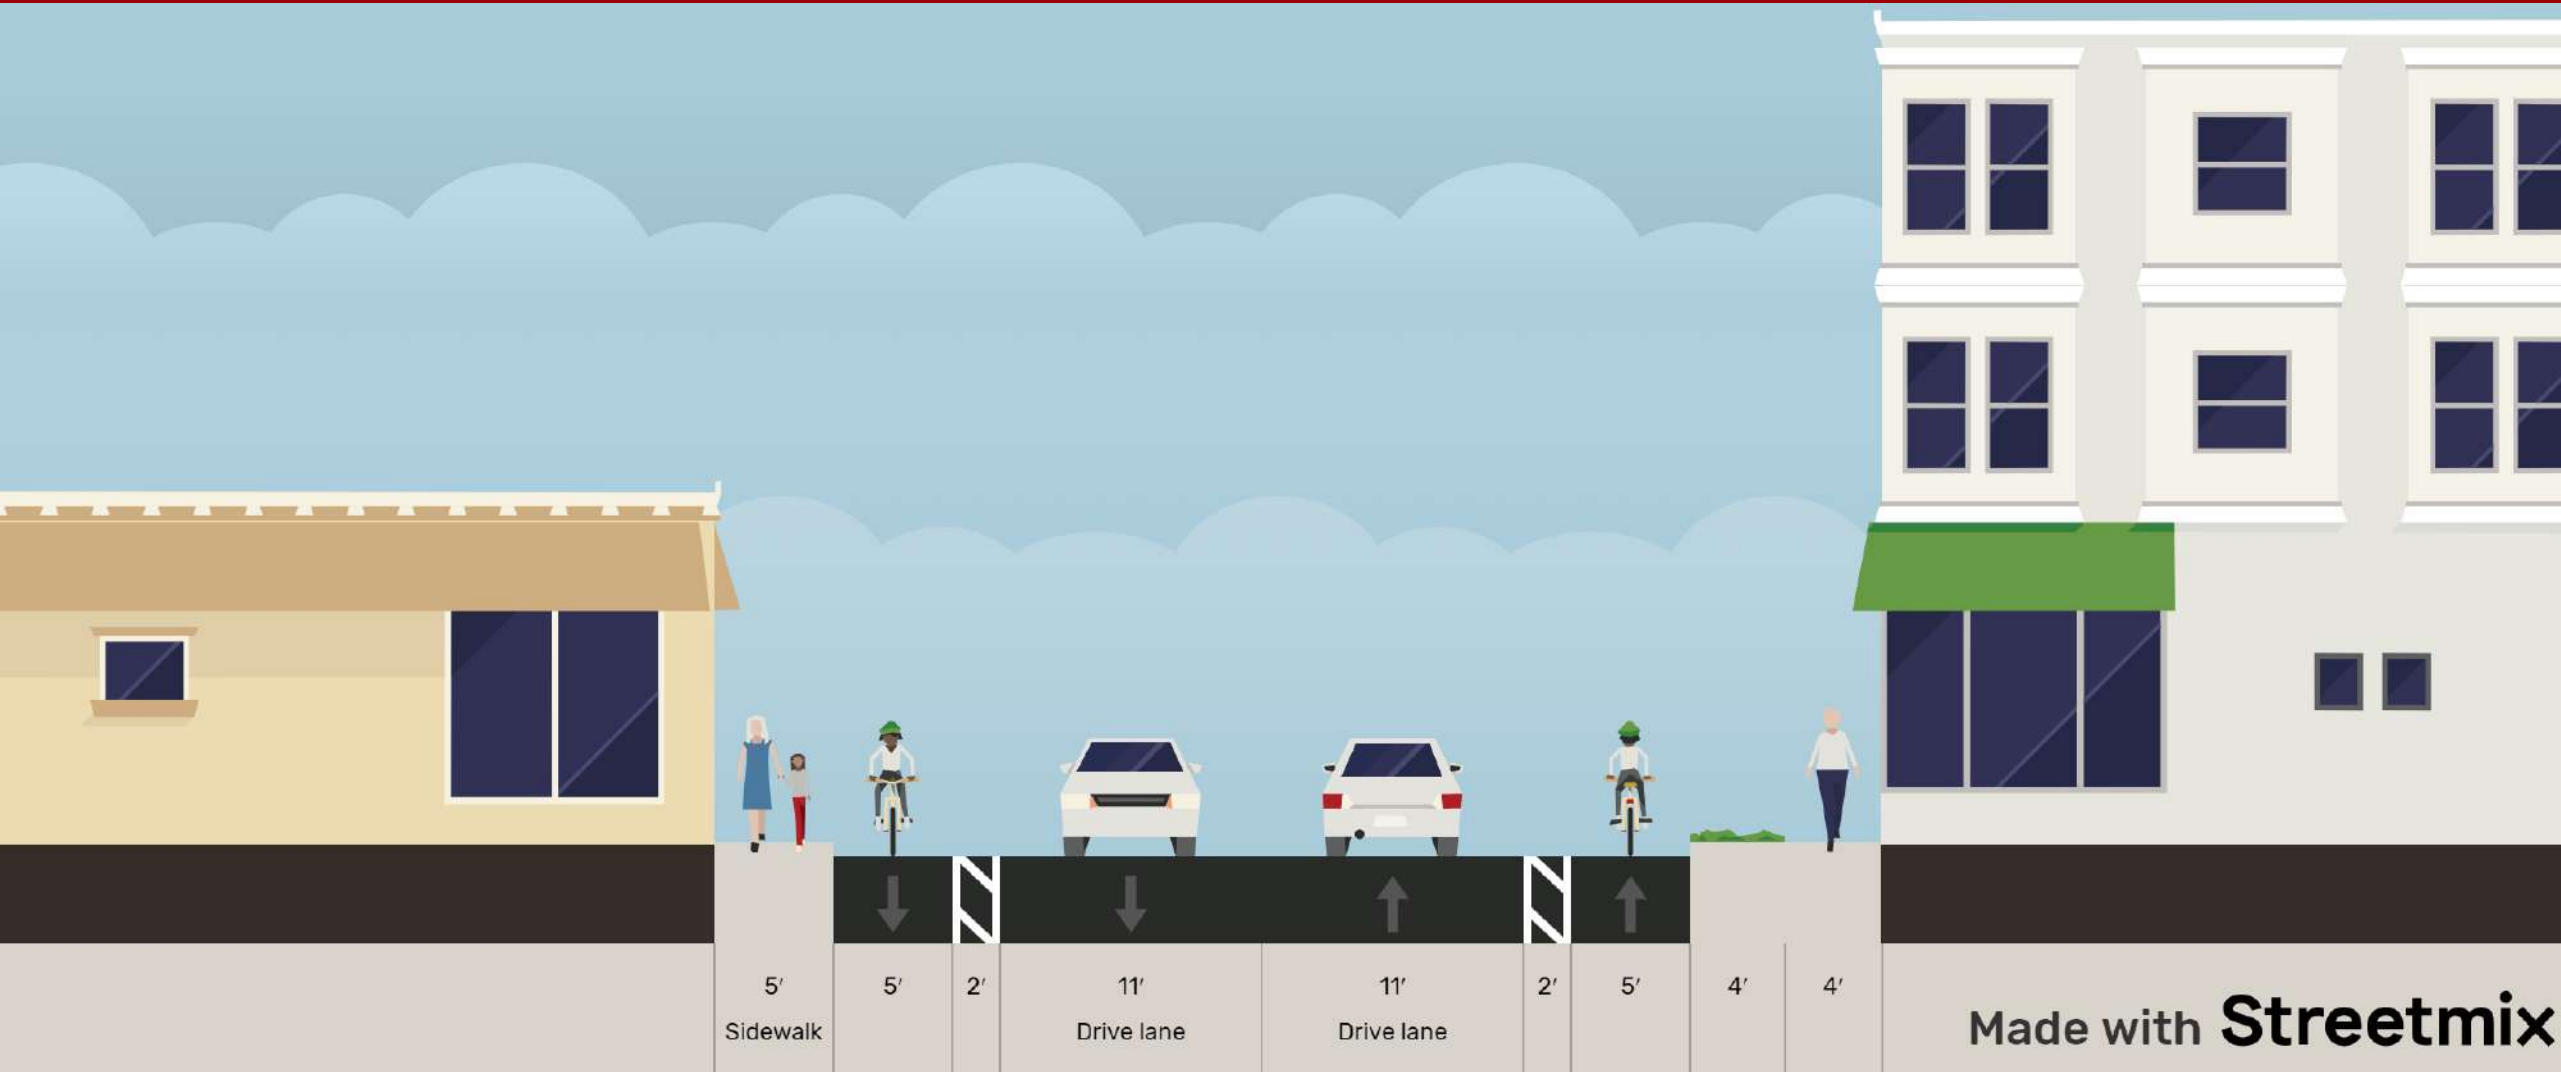 5′ 5′ 2′ 11′ 11′ 2′ 5′ 4′ 4′
Sidewalk Drive lane Drive lane
Made with Streetmix